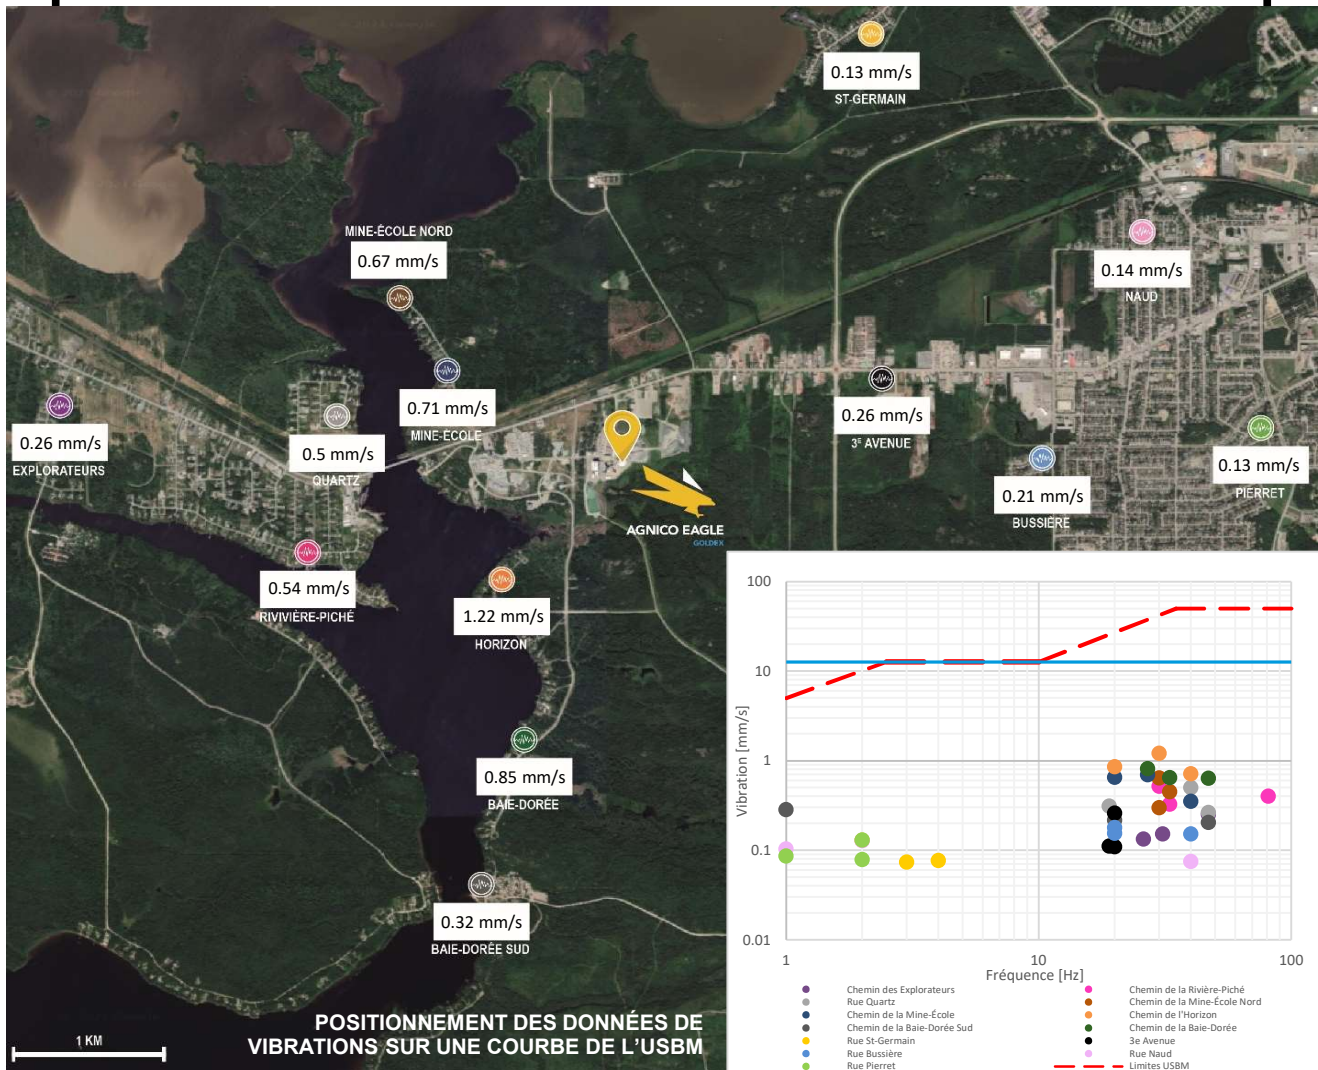 0.13 mm/s
ST-GERMAIN
MINE-ÉCOLE NORD
0.67 mm/s
0.14 mm/s
NAUD
0.71 mm/s
MINE-ÉCOLE
0.26 mm/s
EXPLORATEURS
0.5 mm/s
QUARTZ
0.26 mm/s
3E AVENUE
0.13 mm/s
PIERRET
0.21 mm/s
BUSSIÈRE
AGNICO EAGLE
GOLDEX
0.54 mm/s
RIVIVIÈRE-PICHÉ
1.22 mm/s
HORIZON
0.85 mm/s
BAIE-DORÉE
0.32 mm/s
BAIE-DORÉE SUD
POSITIONNEMENT DES DONNÉES DE
VIBRATIONS SUR UNE COURBE DE L'USBM
1 KM
100
10
1
0.1
0.01
Vibration [mm/s]
1
10
100
Fréquence [Hz]
Chemin des Explorateurs
Chemin de la Rivière-Piché
Rue Quartz
Chemin de la Mine-École Nord
Chemin de la Mine-École
Chemin de l'Horizon
Chemin de la Baie-Dorée Sud
Chemin de la Baie-Dorée
Rue St-Germain
3e Avenue
Rue Bussière
Rue Naud
Rue Pierret
Limites USBM